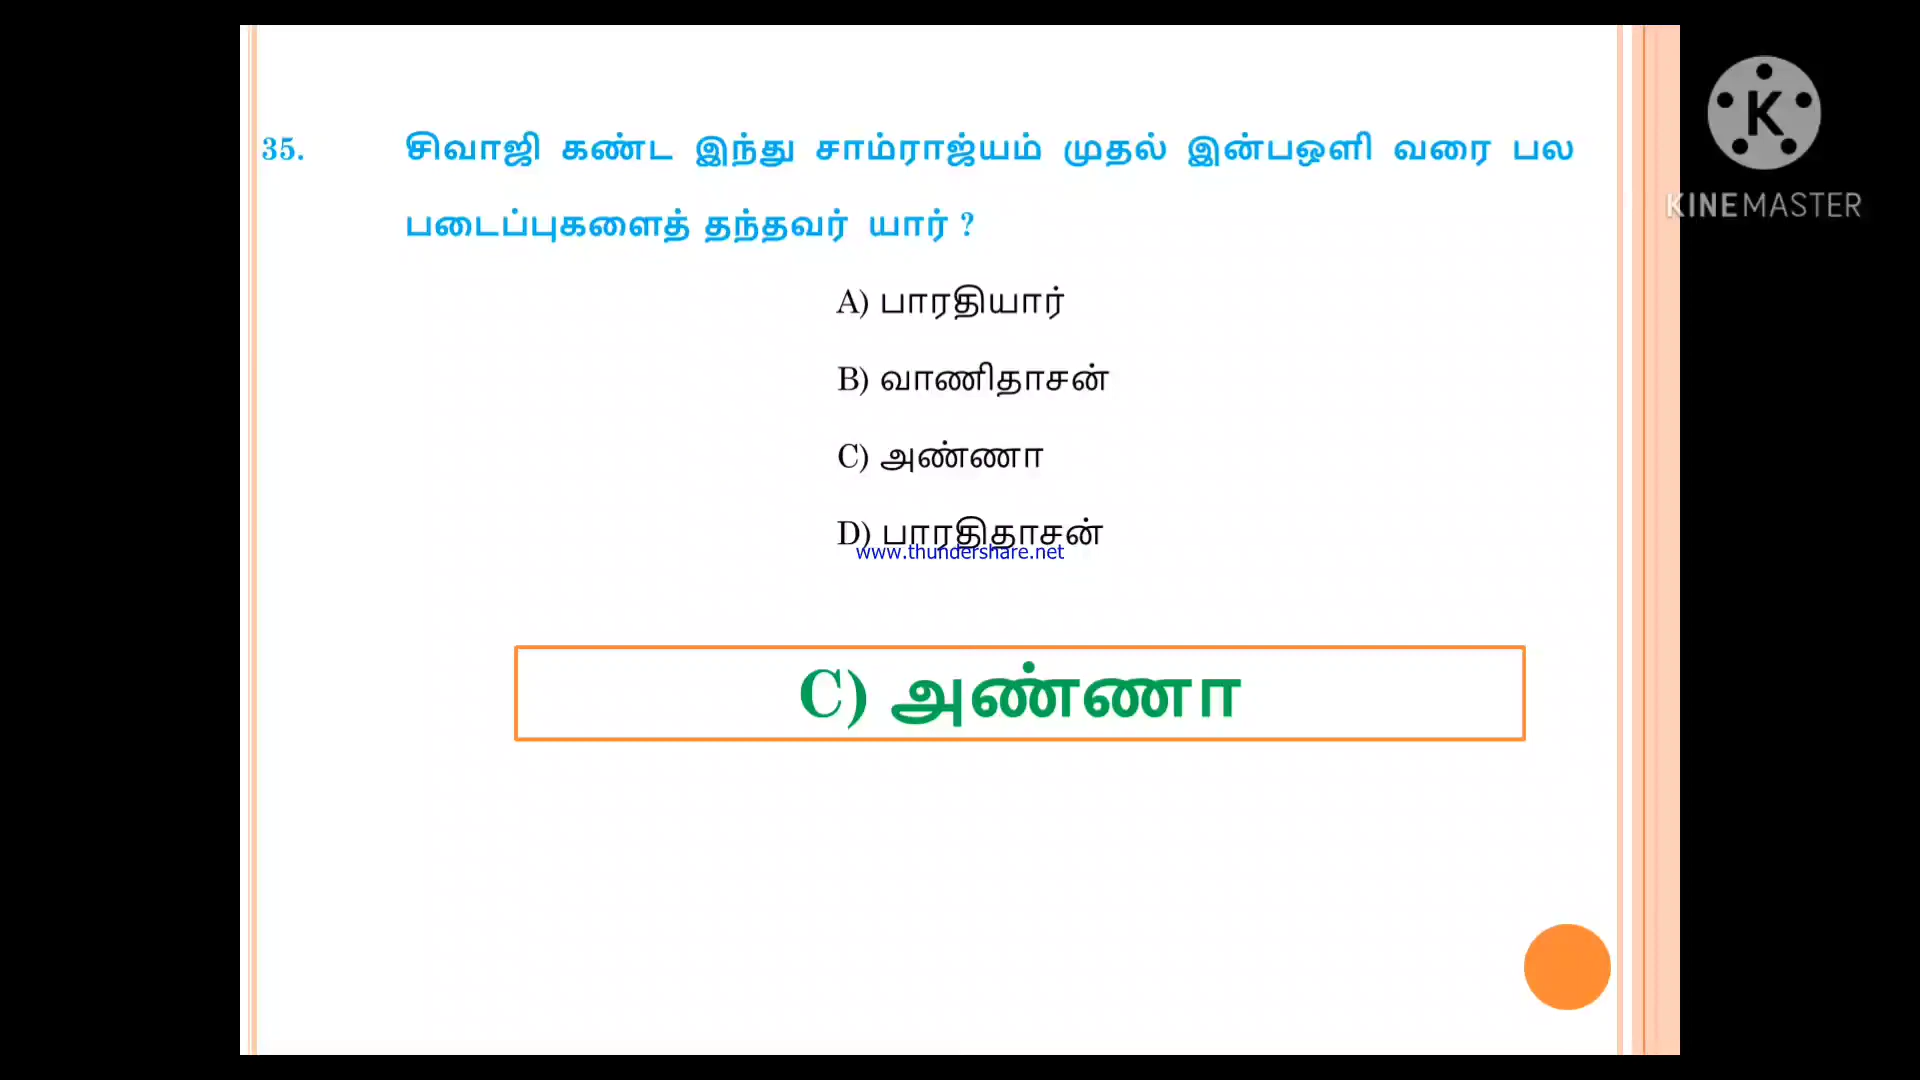 35. சிவாஜி கண்ட இந்து சாம்ராஜ்யம் முதல் இன்பஒளி வரை பல
படைப்புகளைத் தந்தவர் யார் ?
A) பாரதியார்
B) வாணிதாசன்
C) அண்ணா
D) பாரதிதாசன்
www.thundershare.net
C) அண்ணா
K
KINEMASTER